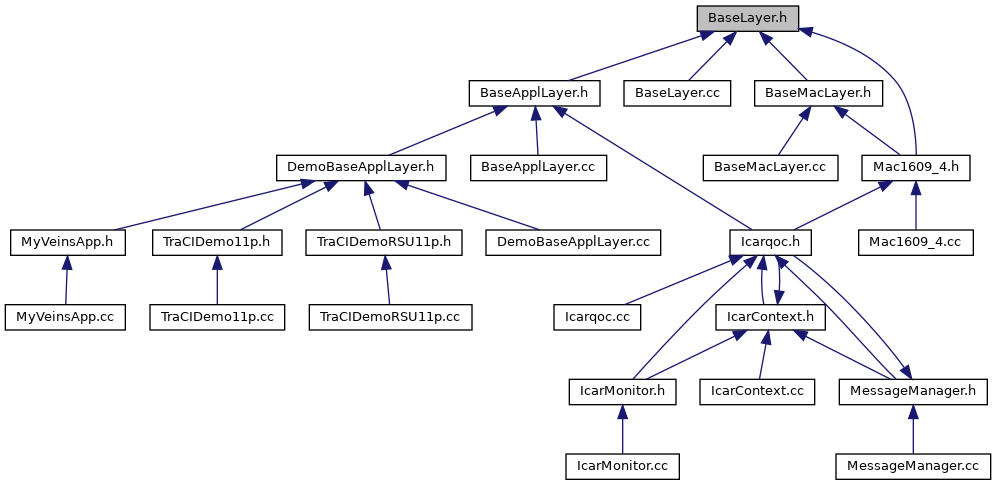 BaseLayer.h
BaseApplLayer.h
BaseLayer.cc
BaseMacLayer.h
DemoBaseApplLayer.h
BaseApplLayer.cc
BaseMacLayer.cc
Mac1609_4.h
MyVeinsApp.h
TraCIDemo11p.h
TraCIDemoRSU11p.h
DemoBaseApplLayer.cc
Icarqoc.h
Mac1609_4.cc
MyVeinsApp.cc
TraCIDemo11p.cc
TraCIDemoRSU11p.cc
Icarqoc.cc
IcarContext.h
IcarMonitor.h
IcarContext.cc
MessageManager.h
IcarMonitor.cc
MessageManager.cc